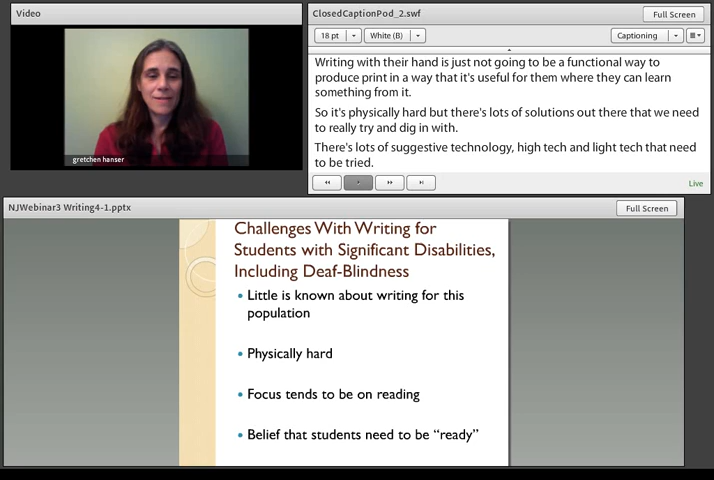 Video
gretchen hanser
ClosedCaptionPod_2.swf
Full Screen
18 pt
White (B)
Captioning
Writing with their hand is just not going to be a functional way to
produce print in a way that it's useful for them where they can learn
something from it.
So it's physically hard but there's lots of solutions out there that we need
to really try and dig in with.
There's lots of suggestive technology, high tech and light tech that need
to be tried.
Live
NJWebinar3 Writing4-1.pptx
Full Screen
Challenges With Writing for
Students with Significant Disabilities,
Including Deaf-Blindness
• Little is known about writing for this
population
• Physically hard
• Focus tends to be on reading
• Belief that students need to be “ready”